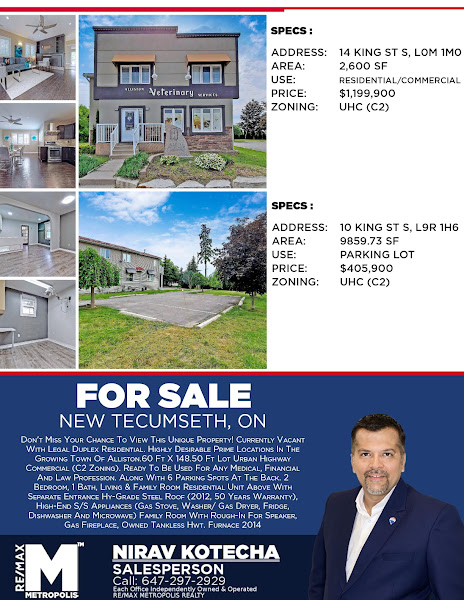 SPECS :
ADDRESS: 14 KING ST S, L0M 1M0
AREA: 2,600 SF
USE: RESIDENTIAL/COMMERCIAL
PRICE: $1,199,900
ZONING: UHC (C2)
ALLISTON
Veterinary
SERVICES
SPECS :
ADDRESS: 10 KING ST S, L9R 1H6
AREA: 9859.73 SF
USE: PARKING LOT
PRICE: $405,900
ZONING: UHC (C2)
FOR SALE
NEW TECUMSETH, ON
Don't Miss Your Chance To View This Unique Property! Currently Vacant
With Legal Duplex Residential. Highly Desirable Prime Locations In The
Growing Town Of Alliston.60 Ft X 148.50 Ft Lot Urban Highway
Commercial (C2 Zoning). Ready To Be Used For Any Medical, Financial
And Law Profession. Along With 6 Parking Spots At The Back. 2
Bedroom, 1 Bath, Living & Family Room Residential Unit Above With
Separate Entrance Hy-Grade Steel Roof (2012, 50 Years Warranty),
High-End S/S Appliances (Gas Stove, Washer/ Gas Dryer, Fridge,
Dishwasher And Microwave) Family Room With Rough-In For Speaker,
Gas Fireplace, Owned Tankless Hwt. Furnace 2014
RE/MAX
M™
METROPOLIS
NIRAV KOTECHA
SALESPERSON
Call: 647-297-2929
Each Office Independently Owned & Operated
RE/MAX METROPOLIS REALTY